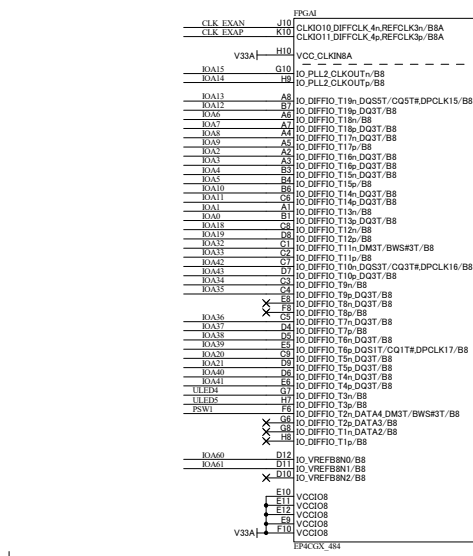 FPGAI
CLK_EXAN J10 CLKIO10,DIFFCLK_4n,REFCLK3n/B8A
CLK_EXAP K10 CLKIO11,DIFFCLK_4p,REFCLK3p/B8A
V33A H10 VCC_CLKIN8A
IOA15 G10 IO_PLL2_CLKOUTn/B8
IOA14 H9 IO_PLL2_CLKOUTp/B8
IOA13 A8 IO_DIFFIO_T19n_DQS5T/CQ5T#,DPCLK15/B8
IOA12 B7 IO_DIFFIO_T19p_DQ3T/B8
IOA6 A6 IO_DIFFIO_T18n/B8
IOA7 A7 IO_DIFFIO_T18p_DQ3T/B8
IOA8 A4 IO_DIFFIO_T17n_DQ3T/B8
IOA9 A5 IO_DIFFIO_T17p/B8
IOA2 A2 IO_DIFFIO_T16n_DQ3T/B8
IOA3 A3 IO_DIFFIO_T16p_DQ3T/B8
IOA4 B3 IO_DIFFIO_T15n_DQ3T/B8
IOA5 B4 IO_DIFFIO_T15p/B8
IOA10 B6 IO_DIFFIO_T14n_DQ3T/B8
IOA11 C6 IO_DIFFIO_T14p_DQ3T/B8
IOA1 A1 IO_DIFFIO_T13n/B8
IOA0 B1 IO_DIFFIO_T13p_DQ3T/B8
IOA18 C8 IO_DIFFIO_T12n/B8
IOA19 D8 IO_DIFFIO_T12p/B8
IOA32 C1 IO_DIFFIO_T11n_DM3T/BWS#3T/B8
IOA33 C2 IO_DIFFIO_T11p/B8
IOA42 C7 IO_DIFFIO_T10n_DQS3T/CQ3T#,DPCLK16/B8
IOA43 D7 IO_DIFFIO_T10p_DQ3T/B8
IOA34 C3 IO_DIFFIO_T9n/B8
IOA35 C4 IO_DIFFIO_T9p_DQ3T/B8
E8 IO_DIFFIO_T8n_DQ3T/B8
F8 IO_DIFFIO_T8p/B8
IOA36 C5 IO_DIFFIO_T7n_DQ3T/B8
IOA37 D4 IO_DIFFIO_T7p/B8
IOA38 D5 IO_DIFFIO_T6n_DQ3T/B8
IOA39 E5 IO_DIFFIO_T6p_DQS1T/CQ1T#,DPCLK17/B8
IOA20 C9 IO_DIFFIO_T5n_DQ3T/B8
IOA21 D9 IO_DIFFIO_T5p_DQ3T/B8
IOA40 D6 IO_DIFFIO_T4n_DQ3T/B8
IOA41 E6 IO_DIFFIO_T4p_DQ3T/B8
ULED4 G7 IO_DIFFIO_T3n/B8
ULED5 H7 IO_DIFFIO_T3p/B8
PSW1 F6 IO_DIFFIO_T2n_DATA4,DM3T/BWS#3T/B8
G6 IO_DIFFIO_T2p_DATA3/B8
G8 IO_DIFFIO_T1n_DATA2/B8
H8 IO_DIFFIO_T1p/B8
IOA60 D12 IO_VREFB8N0/B8
IOA61 D11 IO_VREFB8N1/B8
D10 IO_VREFB8N2/B8
E10 VCCIO8
E11 VCCIO8
E12 VCCIO8
E9 VCCIO8
V33A F10 VCCIO8
EP4CGX_484